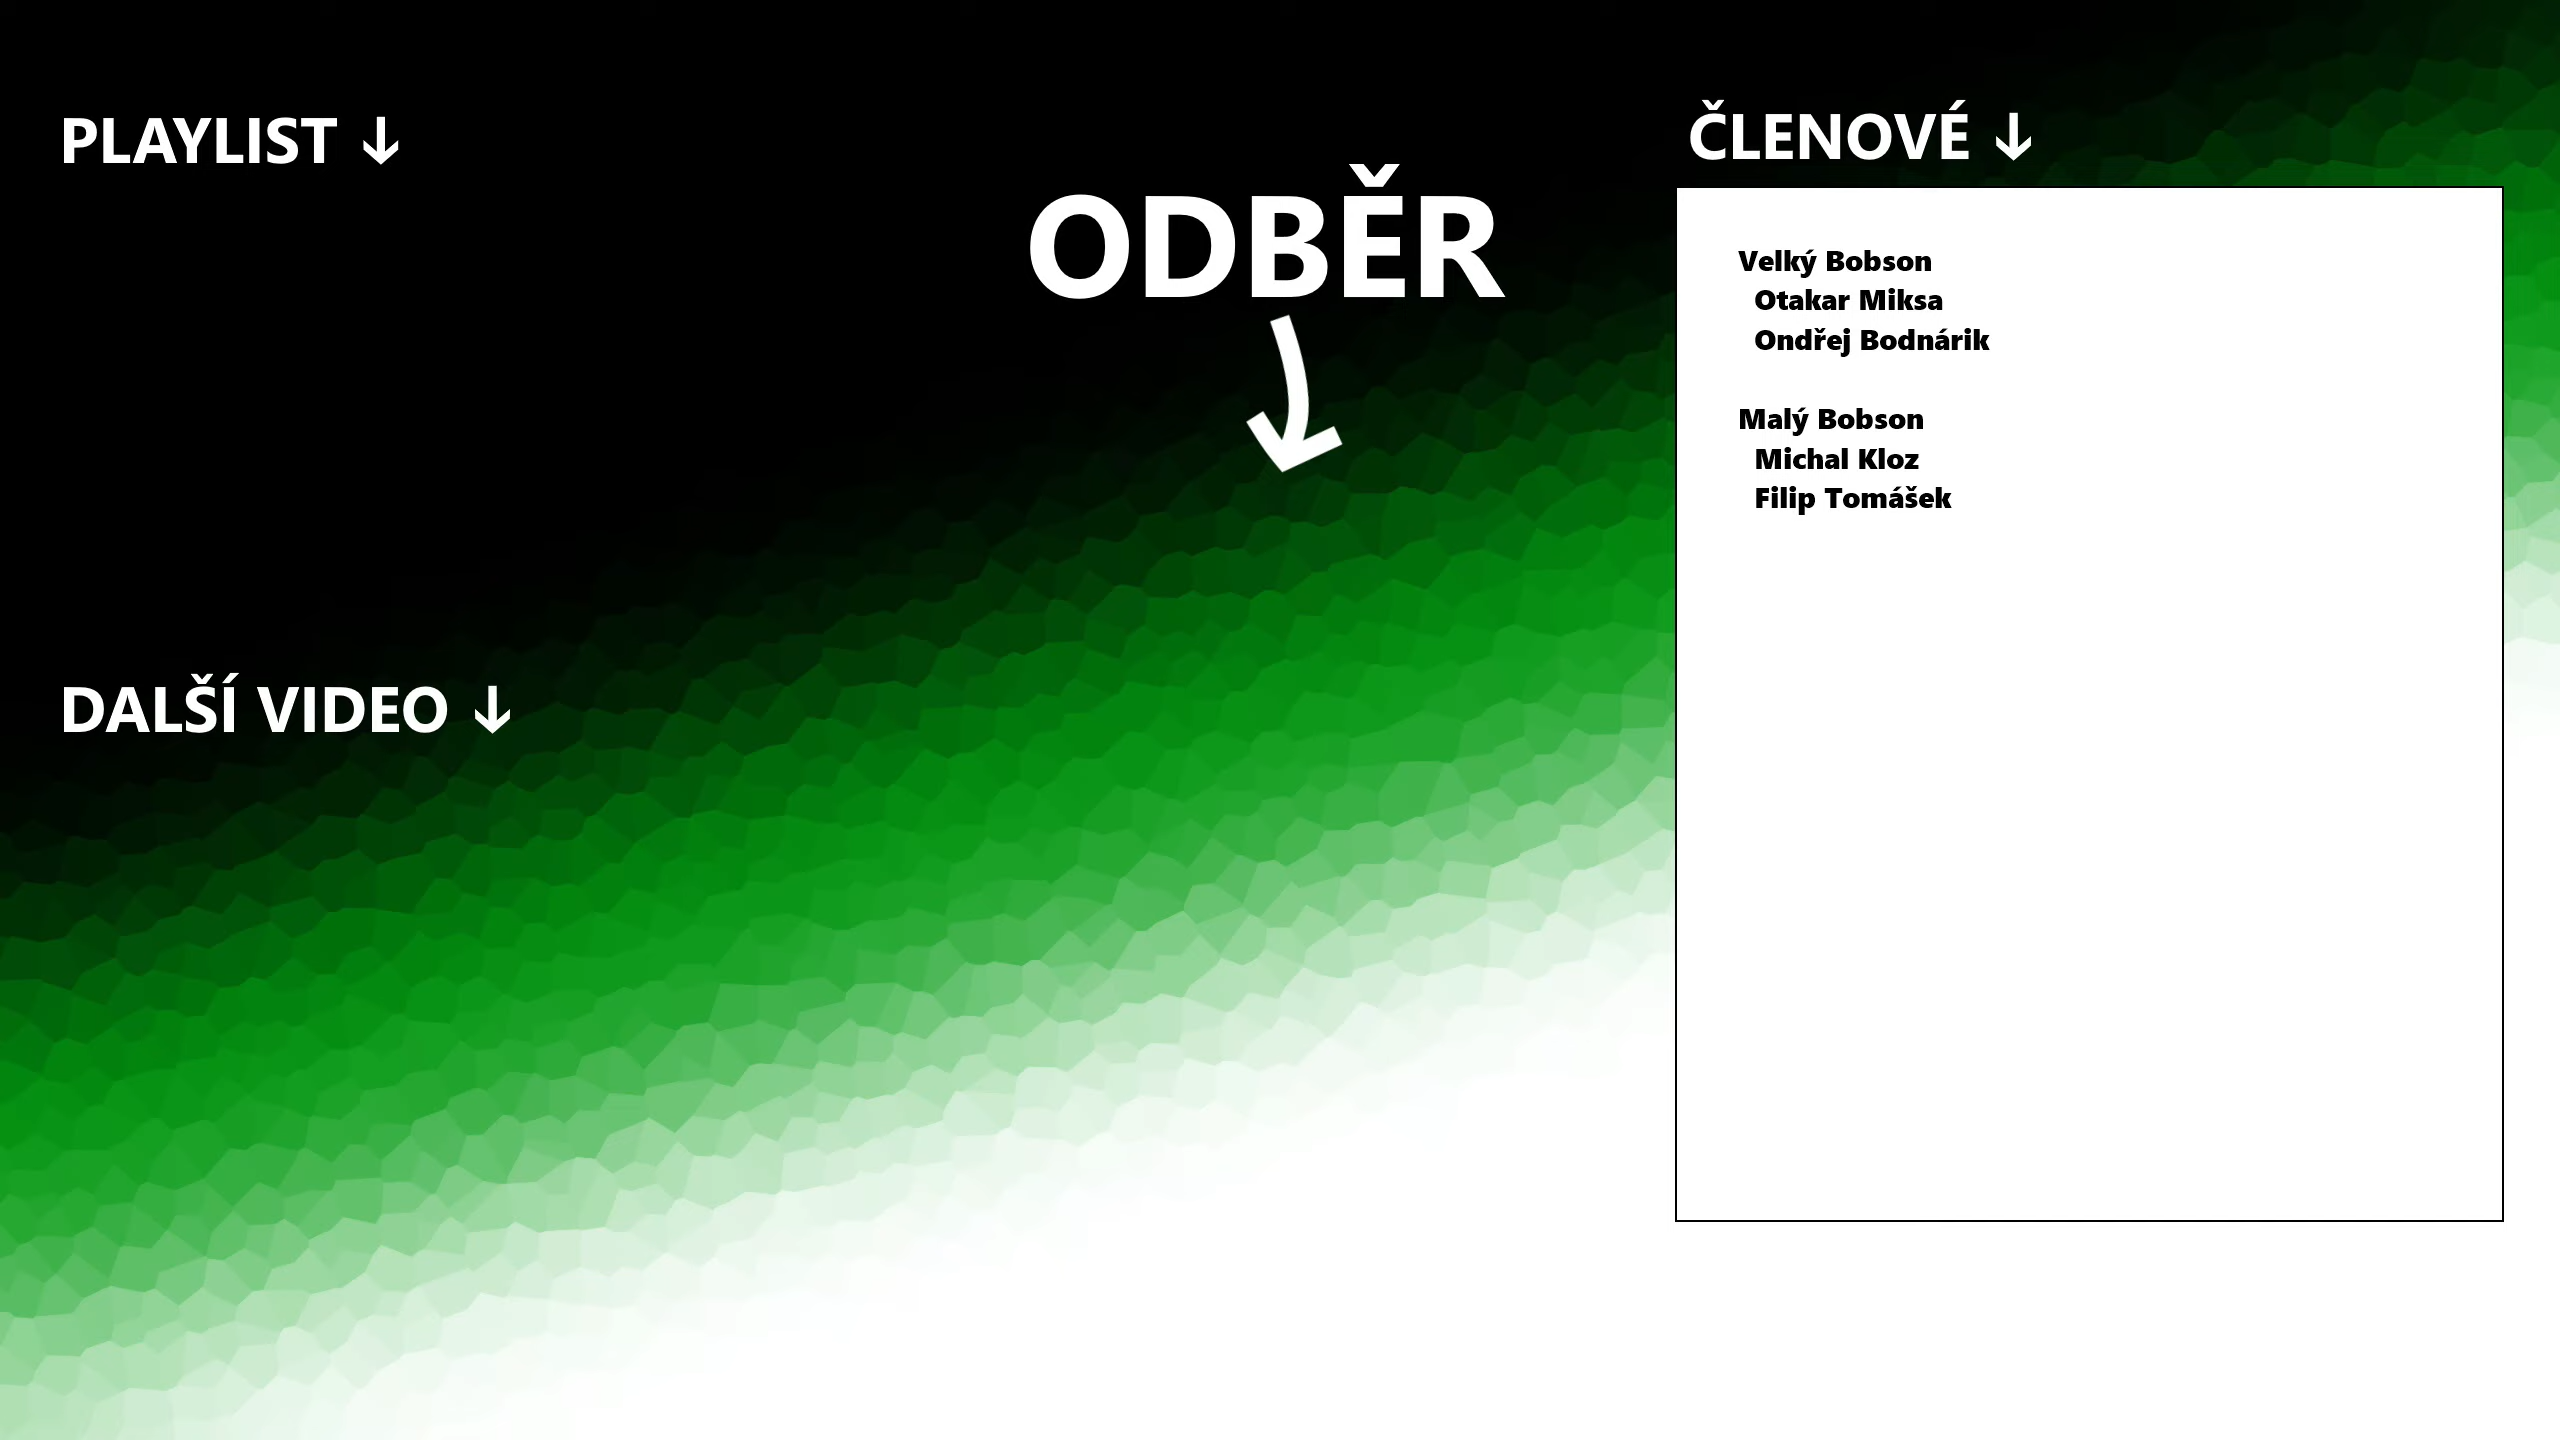 PLAYLIST ↓
DALŠÍ VIDEO ↓
ODBĚR
ČLENOVÉ ↓
Velký Bobson
Otakar Miksa
Ondřej Bodnárik
Malý Bobson
Michal Kloz
Filip Tomášek